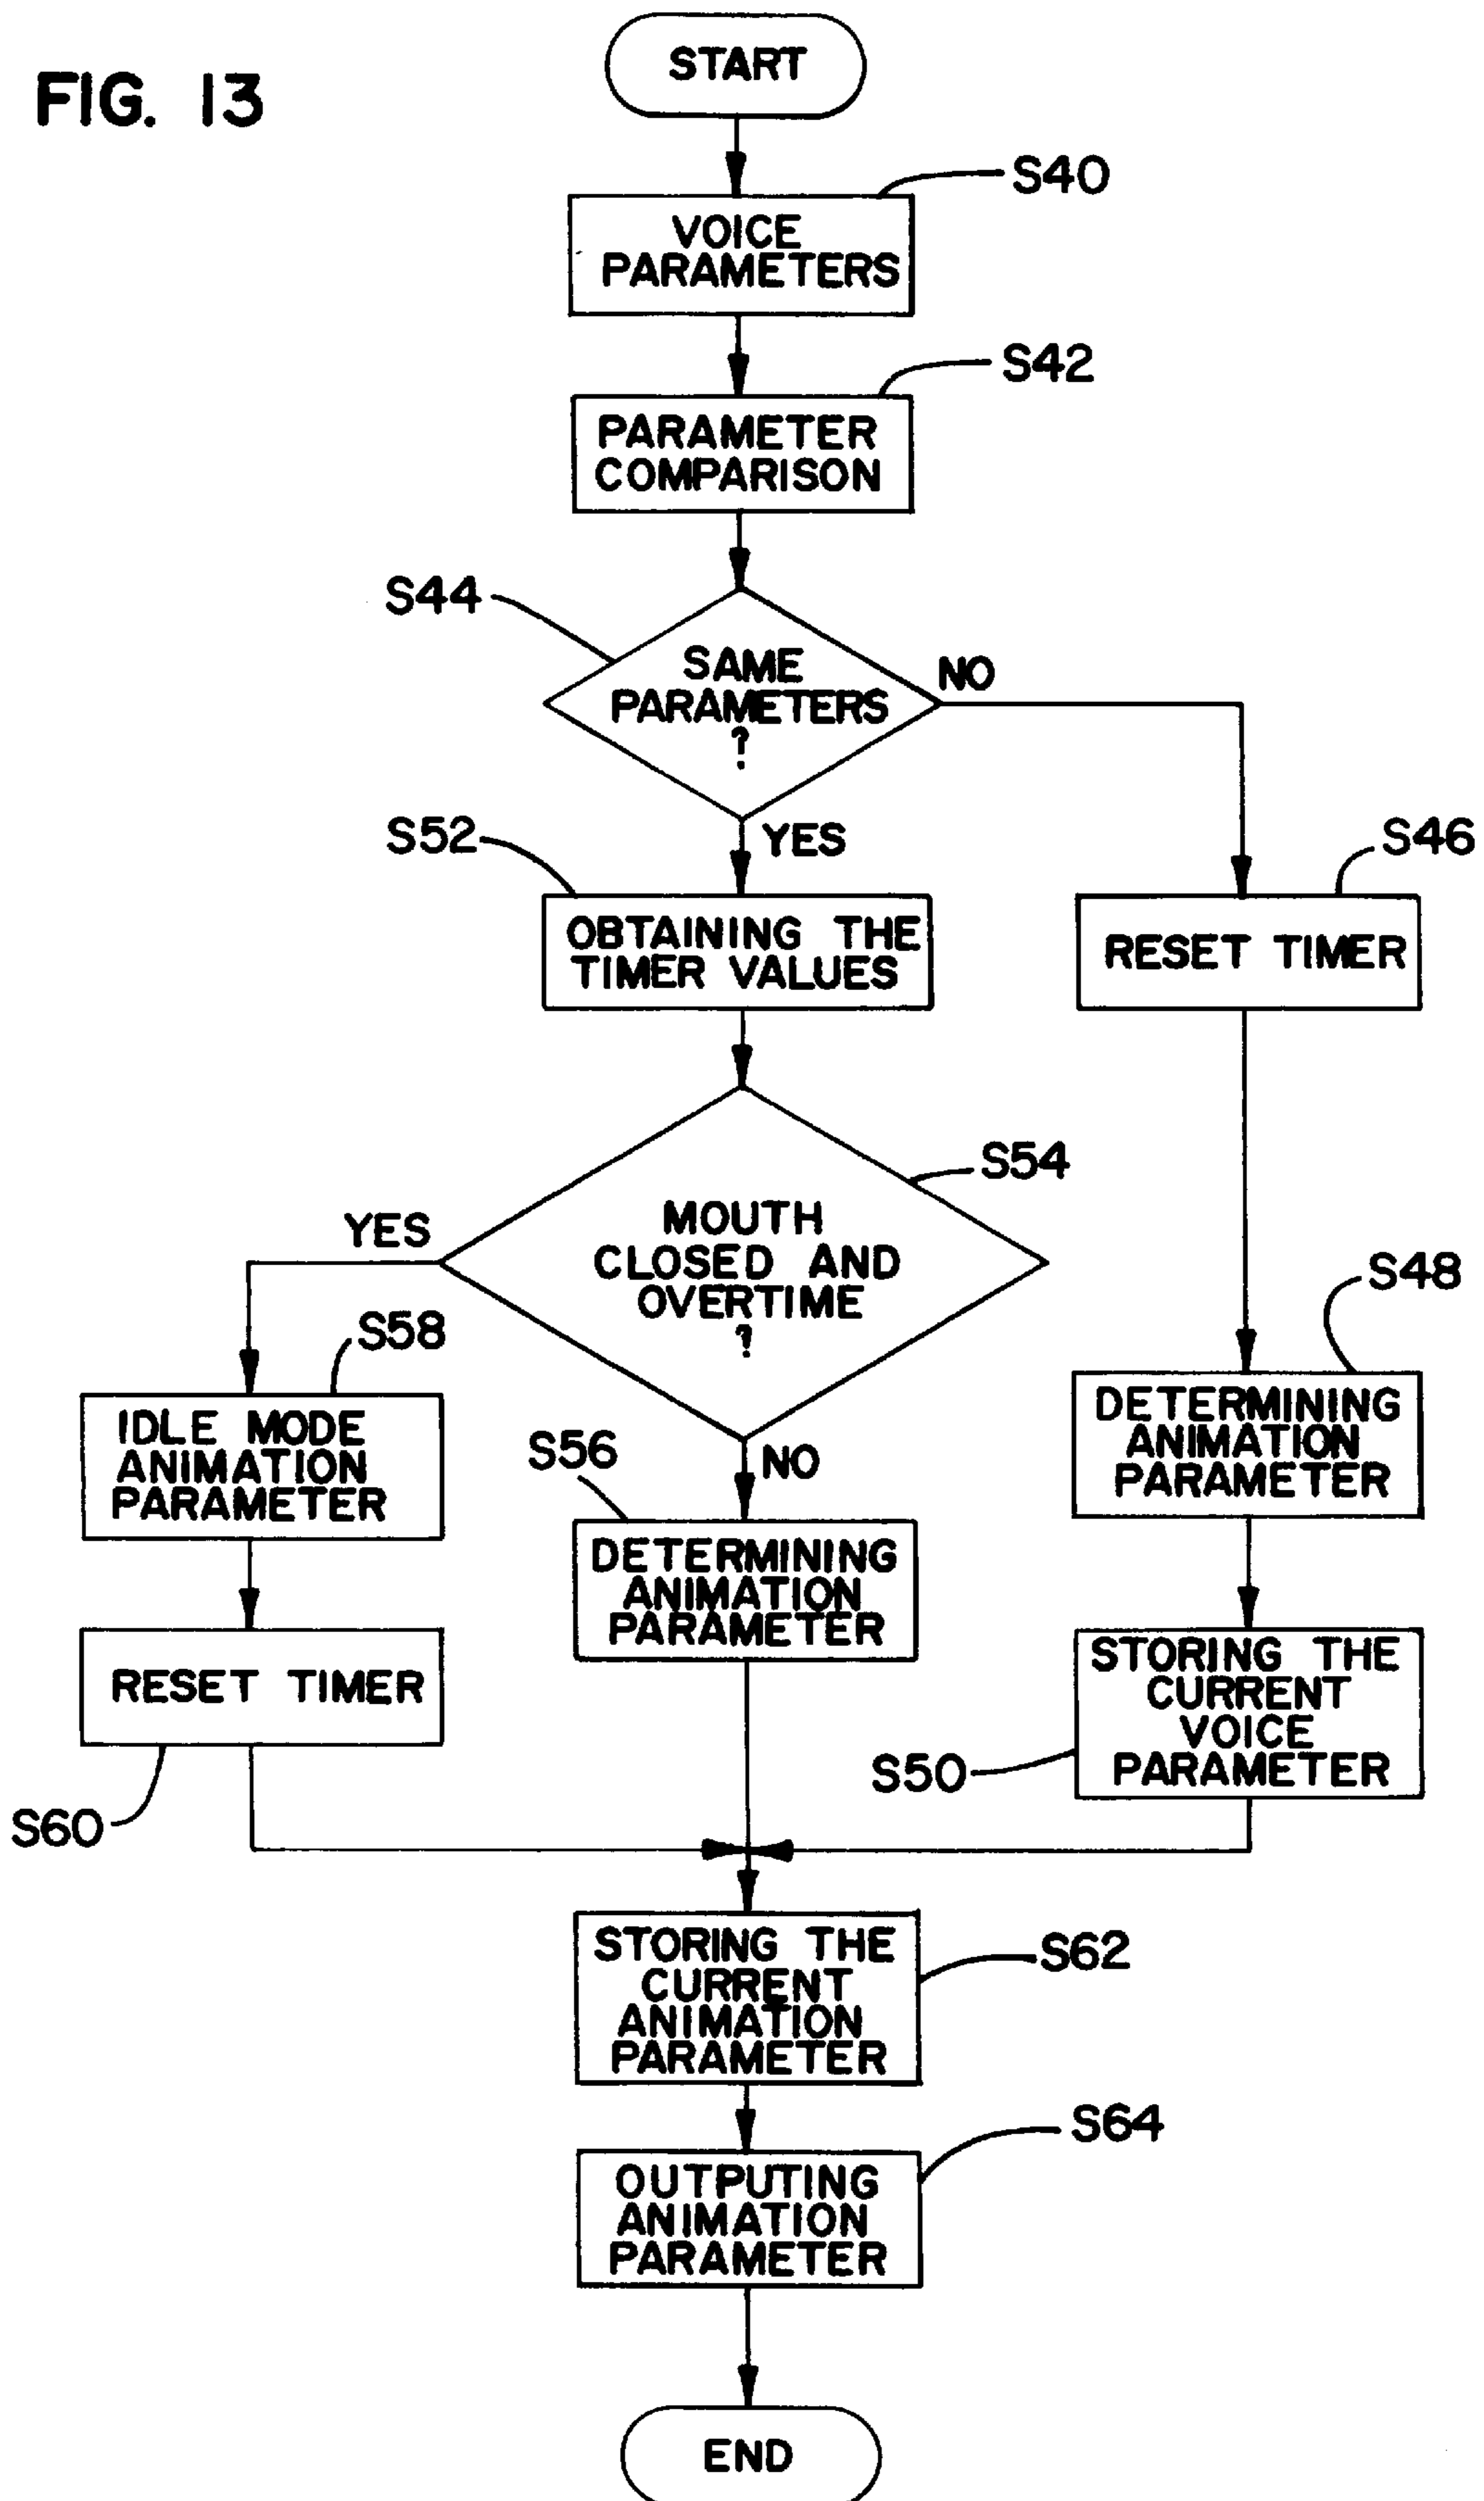 FIG. 13
START
S40
VOICE
PARAMETERS
S42
PARAMETER
COMPARISON
S44
SAME
PARAMETERS
?
NO
YES
S52
OBTAINING THE
TIMER VALUES
S46
RESET TIMER
S54
MOUTH
CLOSED AND
OVERTIME
?
YES
NO
S58
IDLE MODE
ANIMATION
PARAMETER
S56
DETERMINING
ANIMATION
PARAMETER
S48
DETERMINING
ANIMATION
PARAMETER
RESET TIMER
S60
STORING THE
CURRENT
VOICE
PARAMETER
S50
STORING THE
CURRENT
ANIMATION
PARAMETER
S62
S64
OUTPUTING
ANIMATION
PARAMETER
END